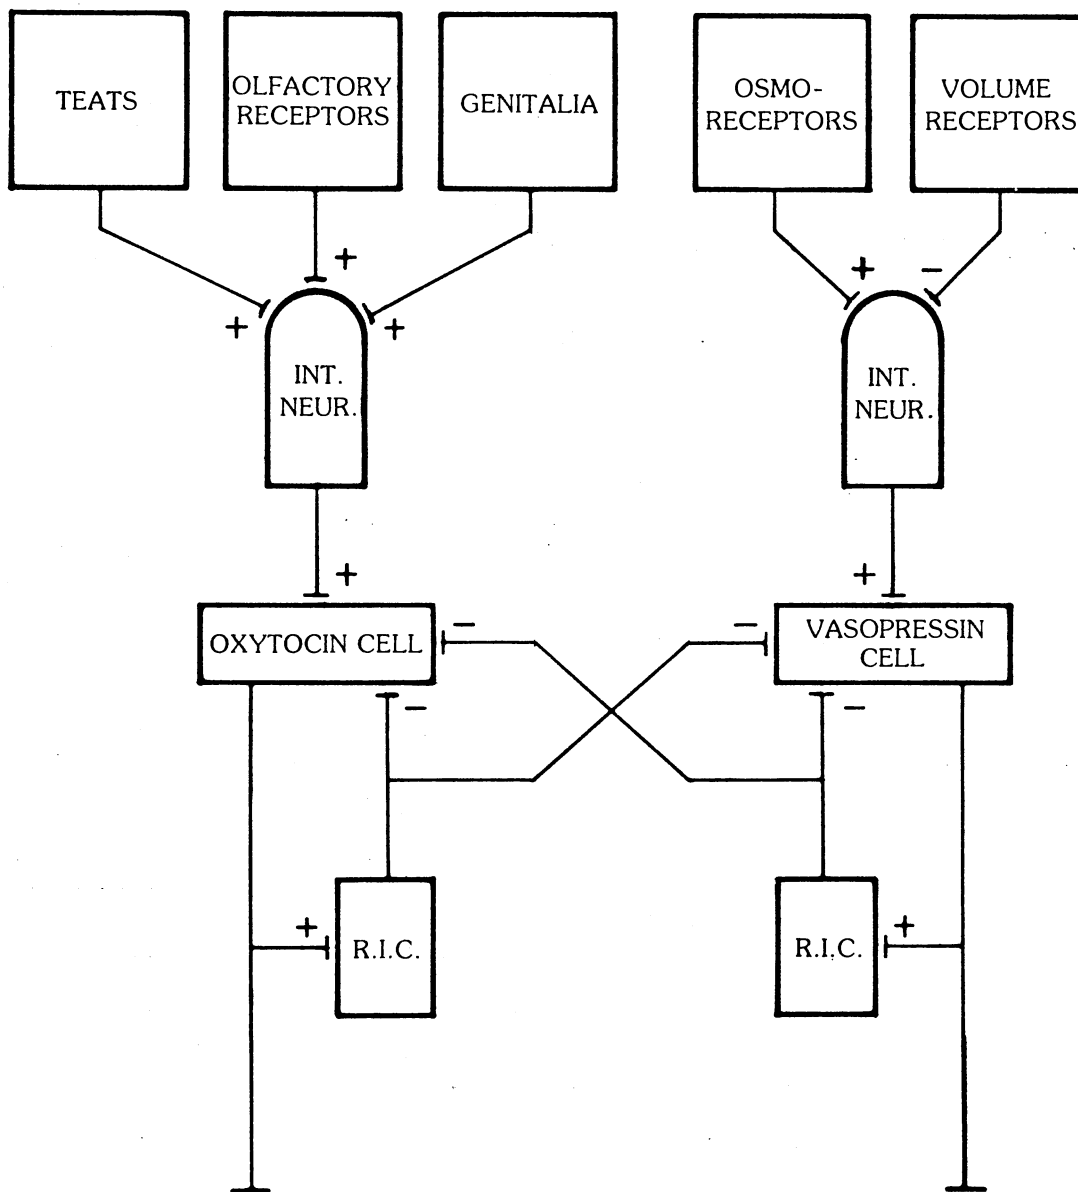 TEATS
OLFACTORY
RECEPTORS
GENITALIA
OSMO-
RECEPTORS
VOLUME
RECEPTORS
+
+
+
+
-
INT.
NEUR.
INT.
NEUR.
+
+
OXYTOCIN CELL
-
-
VASOPRESSIN
CELL
-
-
+
R.I.C.
R.I.C.
+